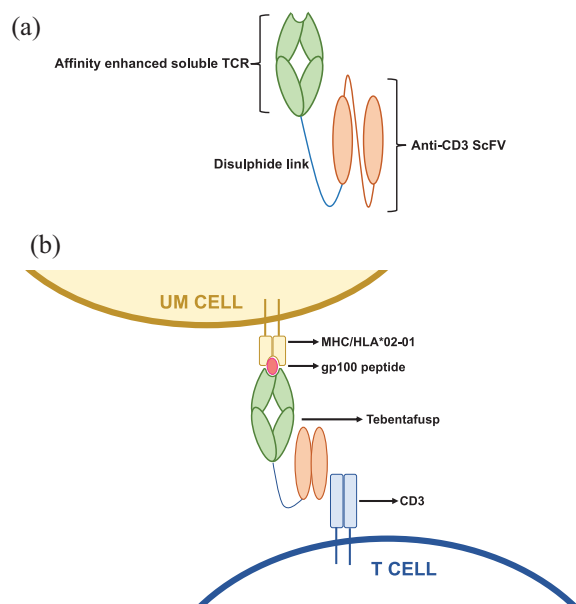 (a)
Affinity enhanced soluble TCR
Anti-CD3 ScFV
Disulphide link
(b)
UM CELL
MHC/HLA*02-01
gp100 peptide
Tebentafusp
CD3
T CELL